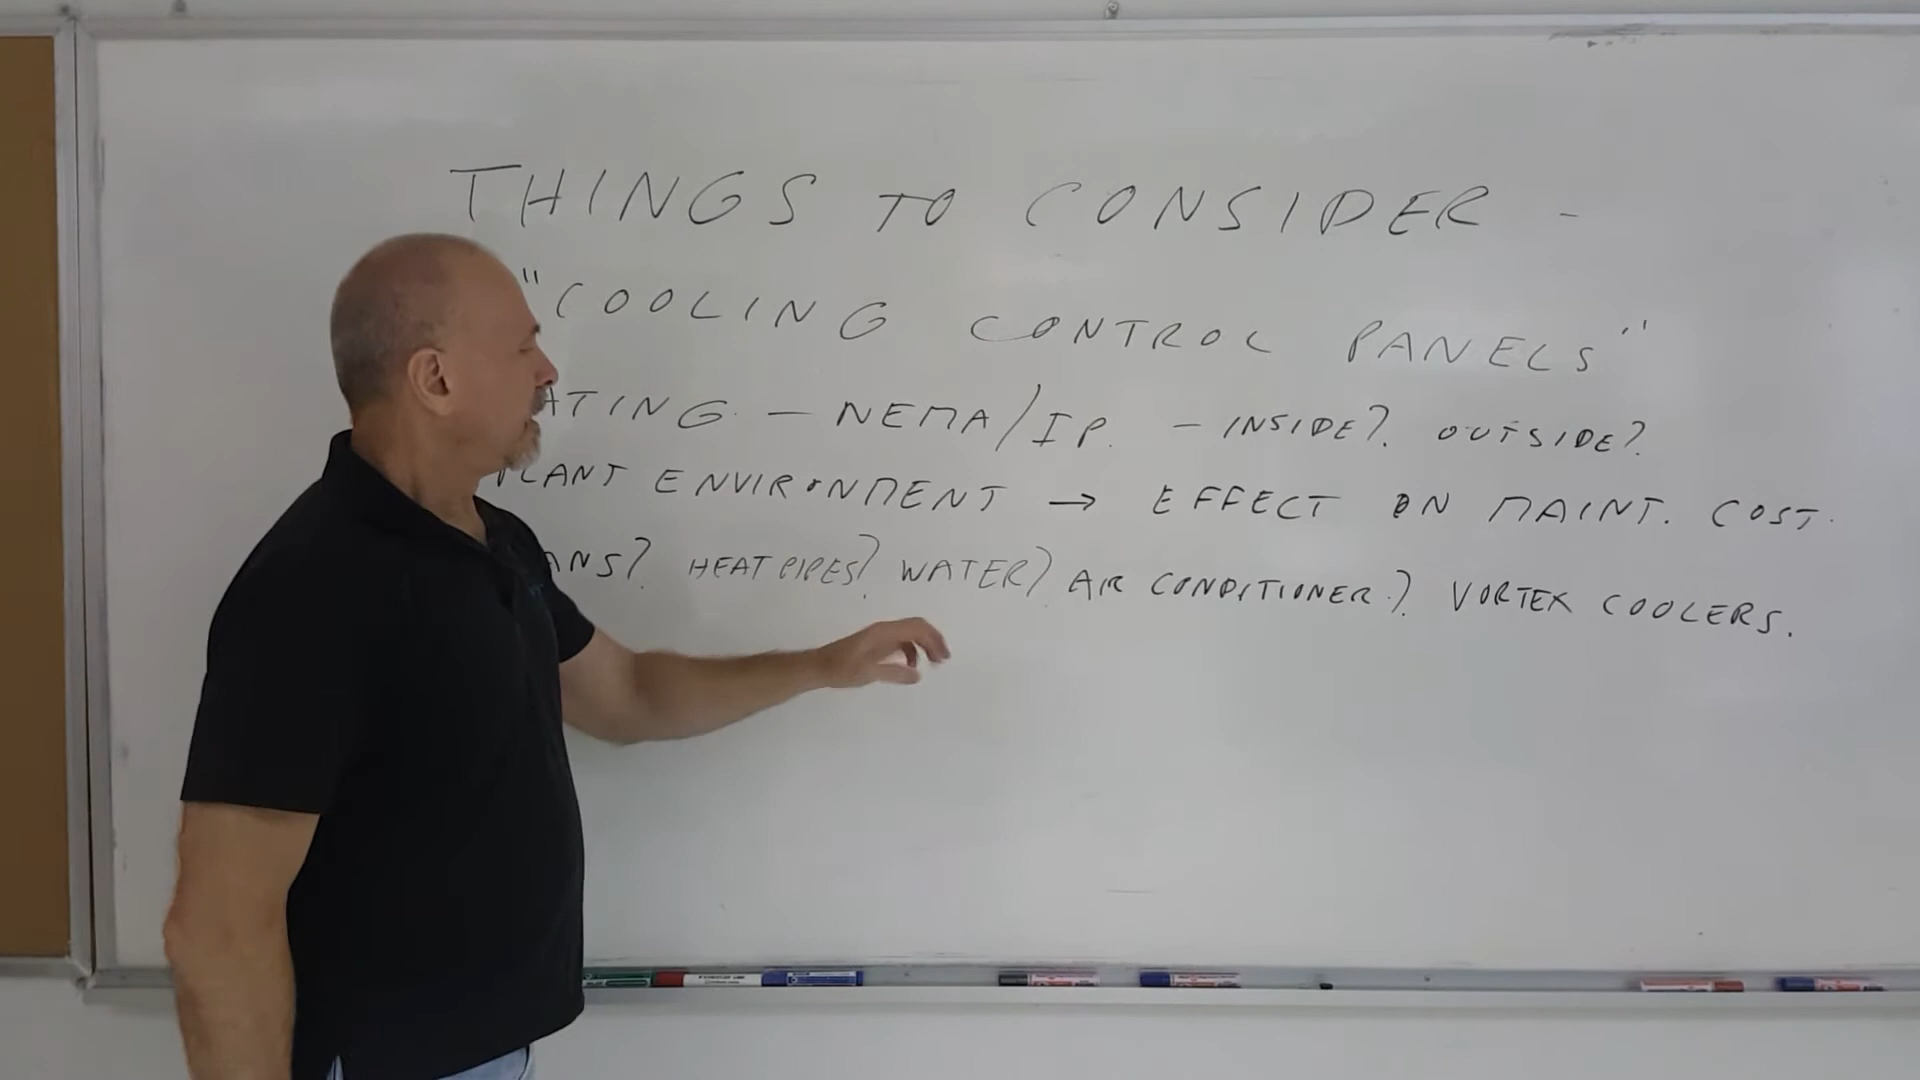 THINGS TO CONSIDER -
"COOLING CONTROL PANELS"
ATING - NEMA/IP. - INSIDE? OUTSIDE?
PLANT ENVIRONMENT → EFFECT ON MAINT. COST.
ANS? HEAT PIPES? WATER? AIR CONDITIONER? VORTEX COOLERS.